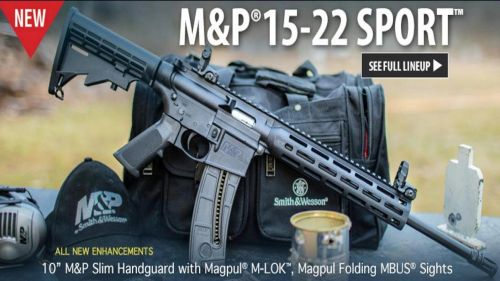 NEW
M&P® 15-22 SPORT™
SEE FULL LINEUP
M&P
M&P
Smith&Wesson
Smith & Wesson
ALL NEW ENHANCEMENTS
10" M&P Slim Handguard with Magpul® M-LOK™, Magpul Folding MBUS® Sights